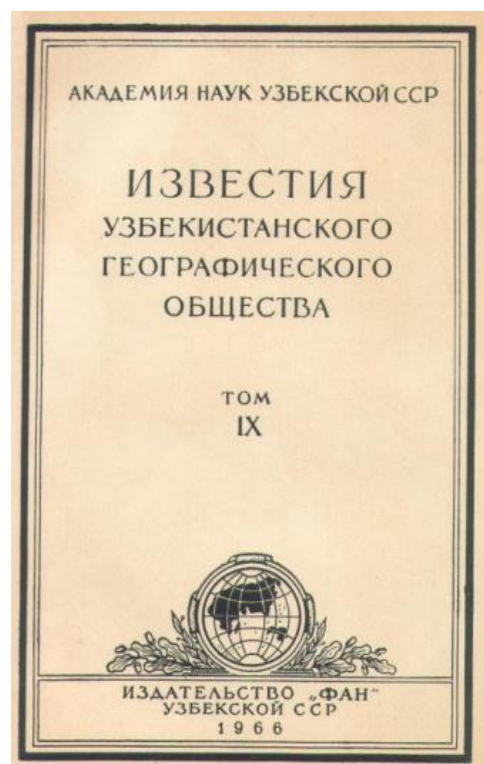 АКАДЕМИЯ НАУК УЗБЕКСКОЙ ССР
ИЗВЕСТИЯ
УЗБЕКИСТАНСКОГО
ГЕОГРАФИЧЕСКОГО
ОБЩЕСТВА
ТОМ
IX
ИЗДАТЕЛЬСТВО „ФАН“
УЗБЕКСКОЙ ССР
1966